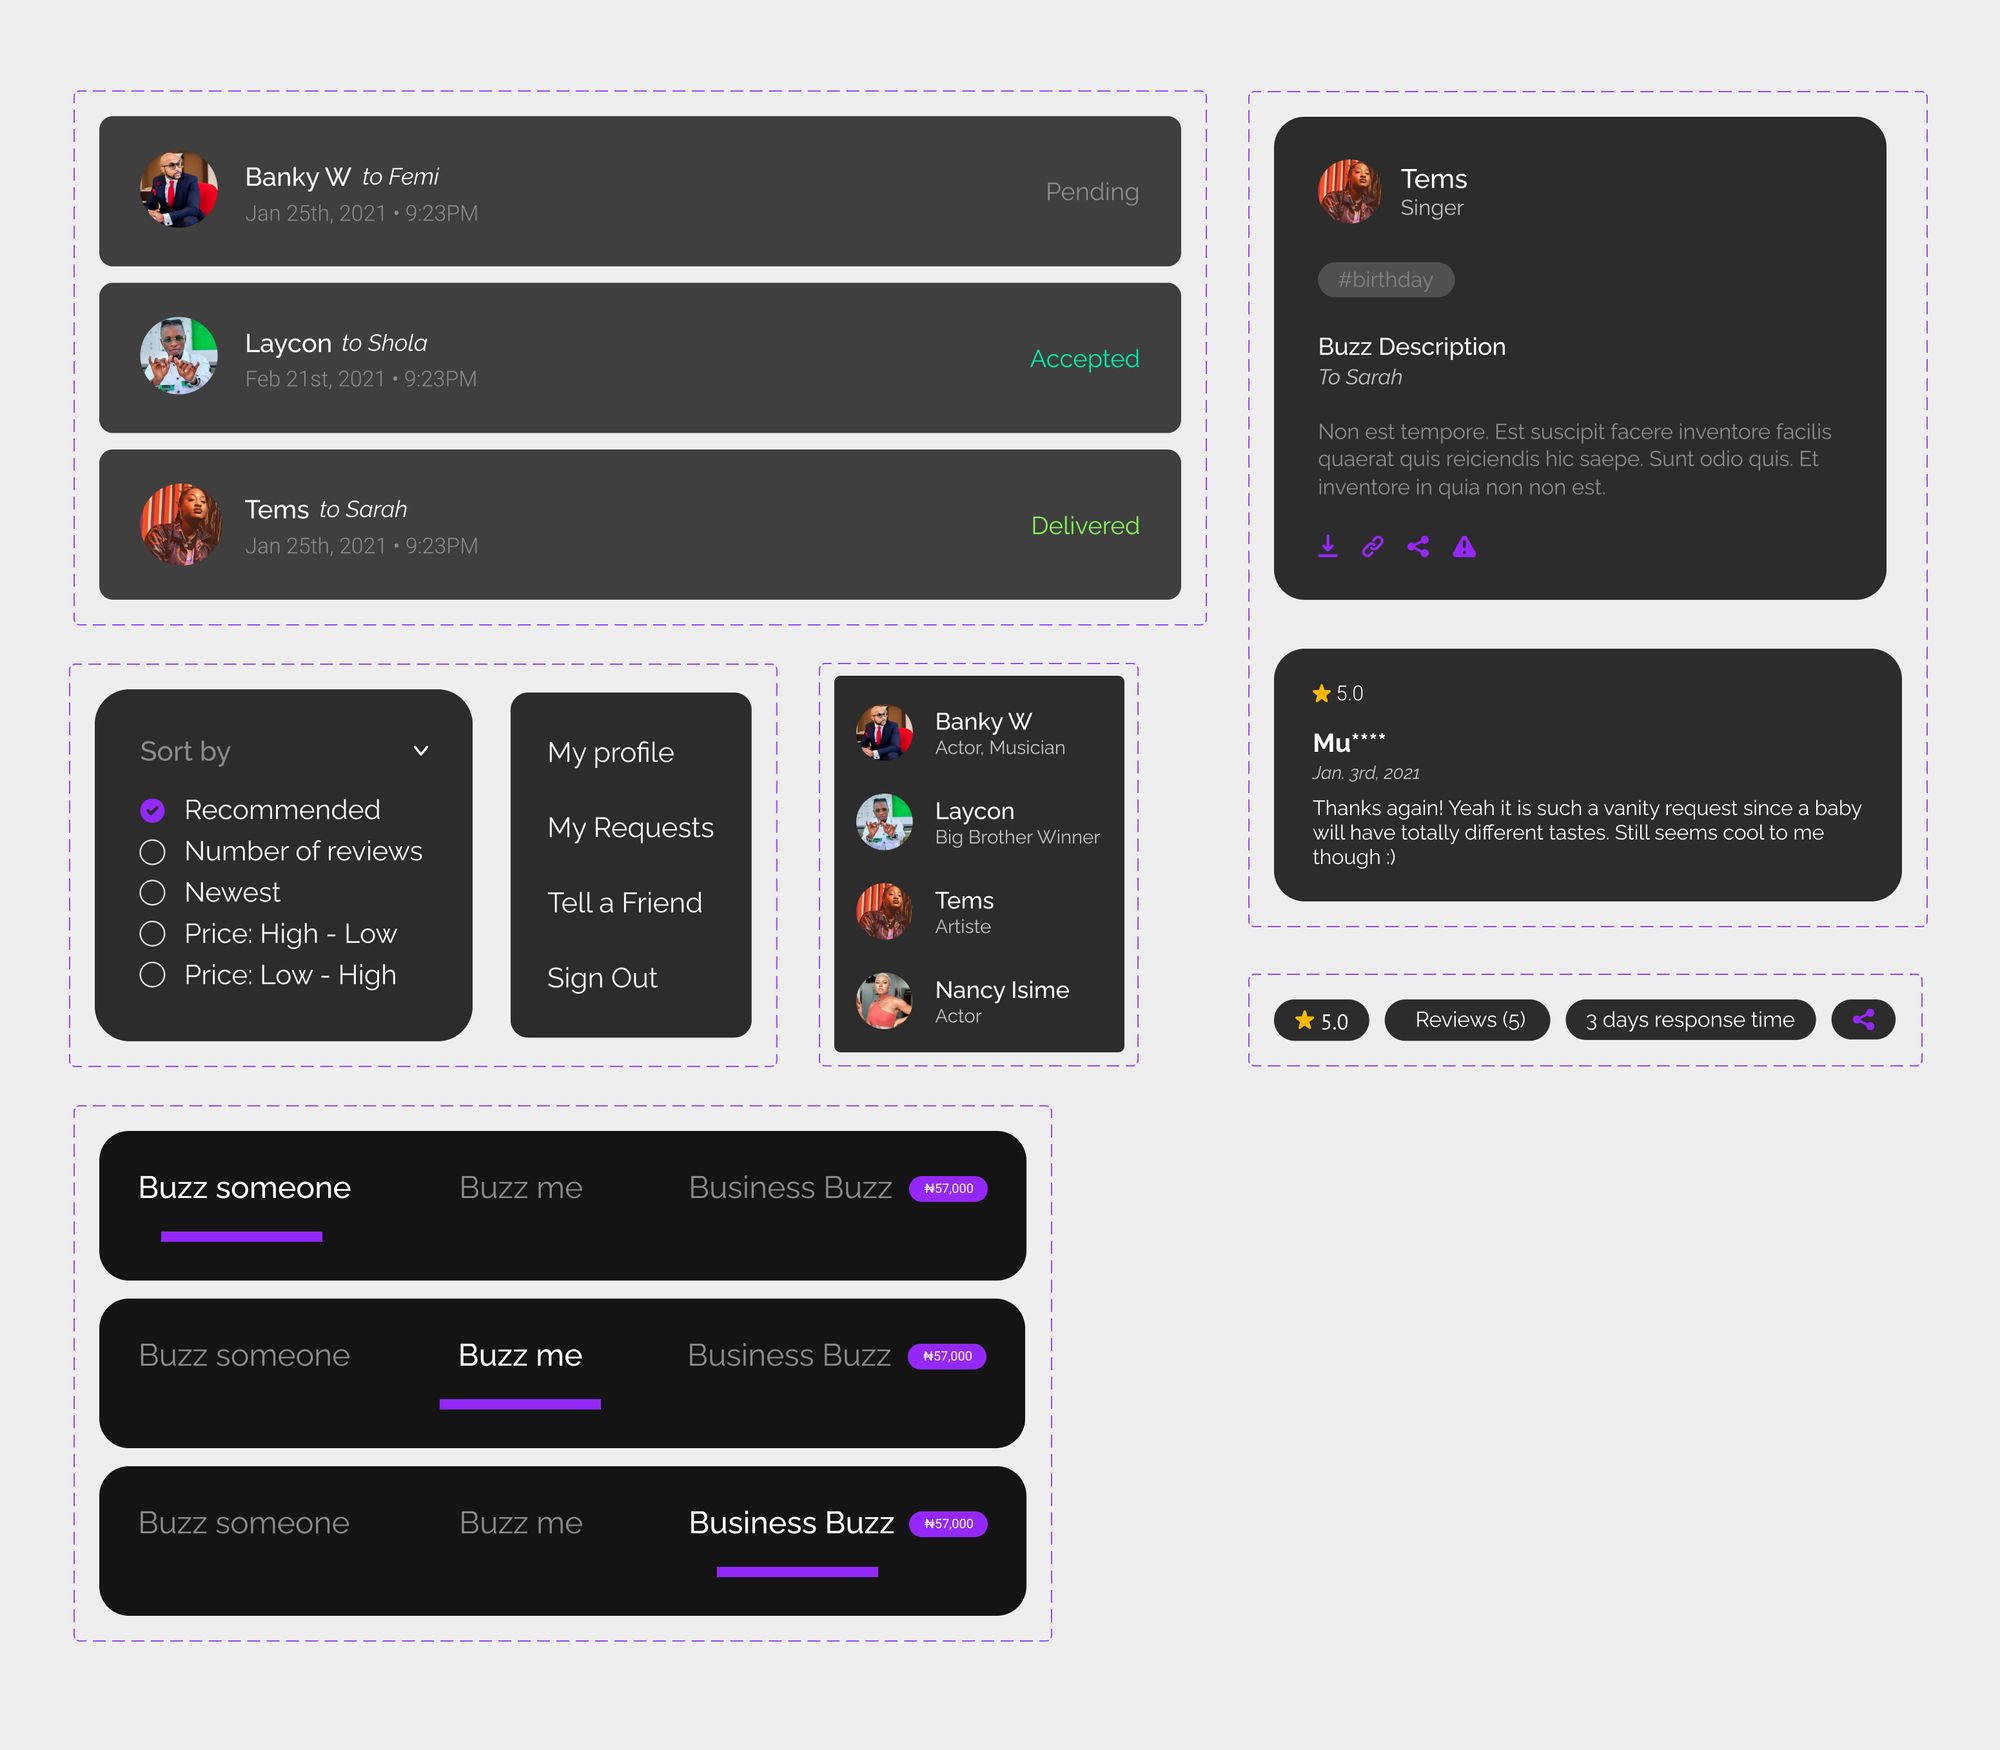 Banky W to Femi
Jan 25th, 2021 • 9:23PM
Pending
Laycon to Shola
Feb 21st, 2021 • 9:23PM
Accepted
Tems to Sarah
Jan 25th, 2021 • 9:23PM
Delivered
Tems
Singer
#birthday
Buzz Description
To Sarah
Non est tempore. Est suscipit facere inventore facilis
quaerat quis reiciendis hic saepe. Sunt odio quis. Et
inventore in quia non non est.
5.0
Mu****
Jan. 3rd, 2021
Thanks again! Yeah it is such a vanity request since a baby
will have totally different tastes. Still seems cool to me
though :)
Sort by
Recommended
Number of reviews
Newest
Price: High - Low
Price: Low - High
My profile
My Requests
Tell a Friend
Sign Out
Banky W
Actor, Musician
Laycon
Big Brother Winner
Tems
Artiste
Nancy Isime
Actor
5.0
Reviews (5)
3 days response time
Buzz someone
Buzz me
Business Buzz
₦57,000
Buzz someone
Buzz me
Business Buzz
₦57,000
Buzz someone
Buzz me
Business Buzz
₦57,000